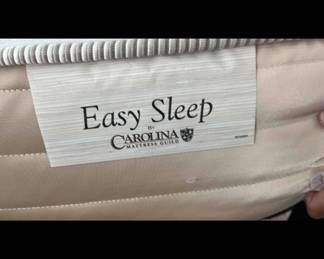 Easy Sleep
BY
CAROLINA
MATTRESS GUILD